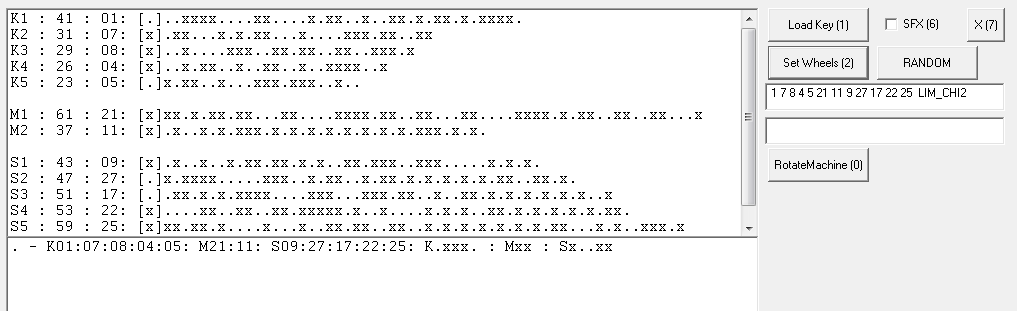 K1 : 41 : 01: [.]..xxxx....xx....x.xx..x..x.xx.x.xxxx.
K2 : 31 : 07: [x].xx...x.x.xx...x....xxx.xx..xx
K3 : 29 : 08: [x]..x....xxx..xx.xx..xx..xxx.x
K4 : 26 : 04: [x]..x.xx..x..xx..x....xxxx..x
K5 : 23 : 05: [.]x.xx..x...xxx.xxx..x..
M1 : 61 : 21: [x]xx.x.x...xx...xx..xx...xx....xxxx....xxxx.x.xx..xx..xx...x
M2 : 37 : 11: [x].x..x.x.xxx.x.x.x.x.x.x.x.xxx.x.x.
S1 : 43 : 09: [x].x..x..x.xx.xx.x.x..xx.xxx..xxx.....x.x.x.
S2 : 47 : 27: [.]x.xxxx.....xxx..x..xx.xx.x..x.x.x.x.xx..xx.x.
S3 : 51 : 17: [.].xx.x.x.xxxx....xxx...xxx.xx..x..xx.x.x.x.x.x..x
S4 : 53 : 22: [x]....xx..xx..xx.xxxxx.x..x....x.x.x..xx.x.x.x.x.x.xx.
S5 : 59 : 25: [x]xx.xx.x....x...xx.xx.x.x..x.xx.x..x.xx...xx...x.x..xxx.x
. - K01:07:08:04:05: M21:11: S09:27:17:22:25: K.xxx. : Mxx : Sx..xx
Load Key (1)
SFX (6)
X (7)
Set Wheels (2)
RANDOM
1 7 8 4 5 21 11 9 27 17 22 25 LIM_CHI2
RotateMachine (0)